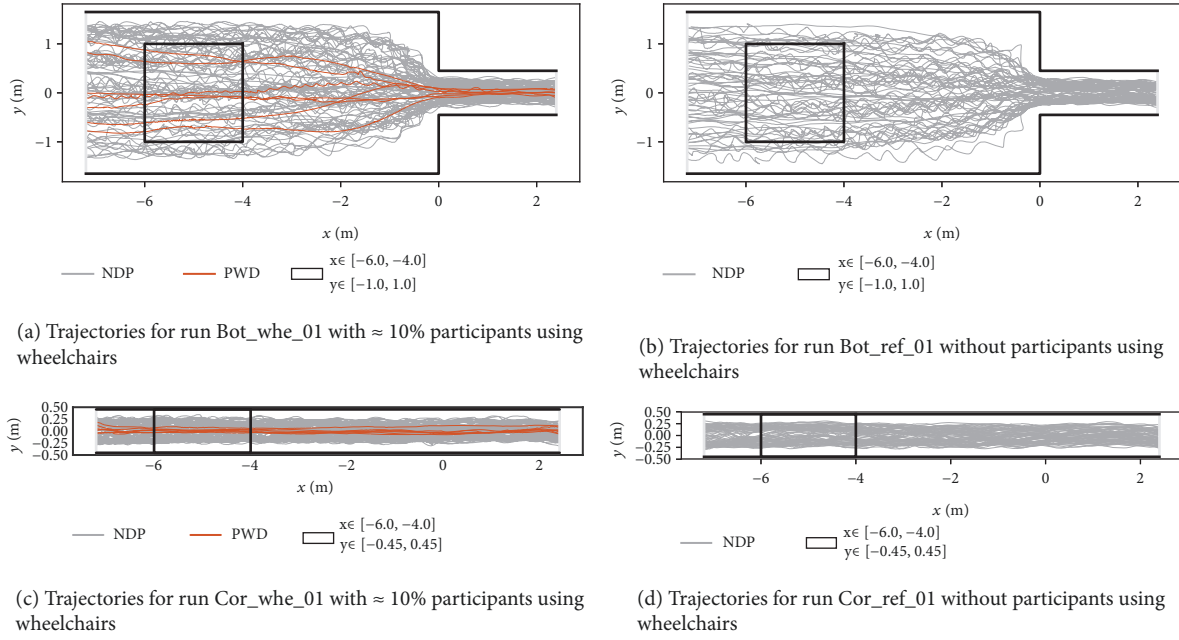 1
0
−1
y (m)
−6
−4
−2
0
2
x (m)
NDP
PWD
x∈ [−6.0, −4.0]
y∈ [−1.0, 1.0]
(a) Trajectories for run Bot_whe_01 with ≈ 10% participants using
wheelchairs
1
0
−1
y (m)
−6
−4
−2
0
2
x (m)
NDP
x∈ [−6.0, −4.0]
y∈ [−1.0, 1.0]
(b) Trajectories for run Bot_ref_01 without participants using
wheelchairs
0.50
0.25
0.00
−0.25
−0.50
y (m)
−6
−4
−2
0
2
x (m)
NDP
PWD
x∈ [−6.0, −4.0]
y∈ [−0.45, 0.45]
(c) Trajectories for run Cor_whe_01 with ≈ 10% participants using
wheelchairs
0.50
0.25
0.00
−0.25
−0.50
y (m)
−6
−4
−2
0
2
x (m)
NDP
x∈ [−6.0, −4.0]
y∈ [−0.45, 0.45]
(d) Trajectories for run Cor_ref_01 without participants using
wheelchairs